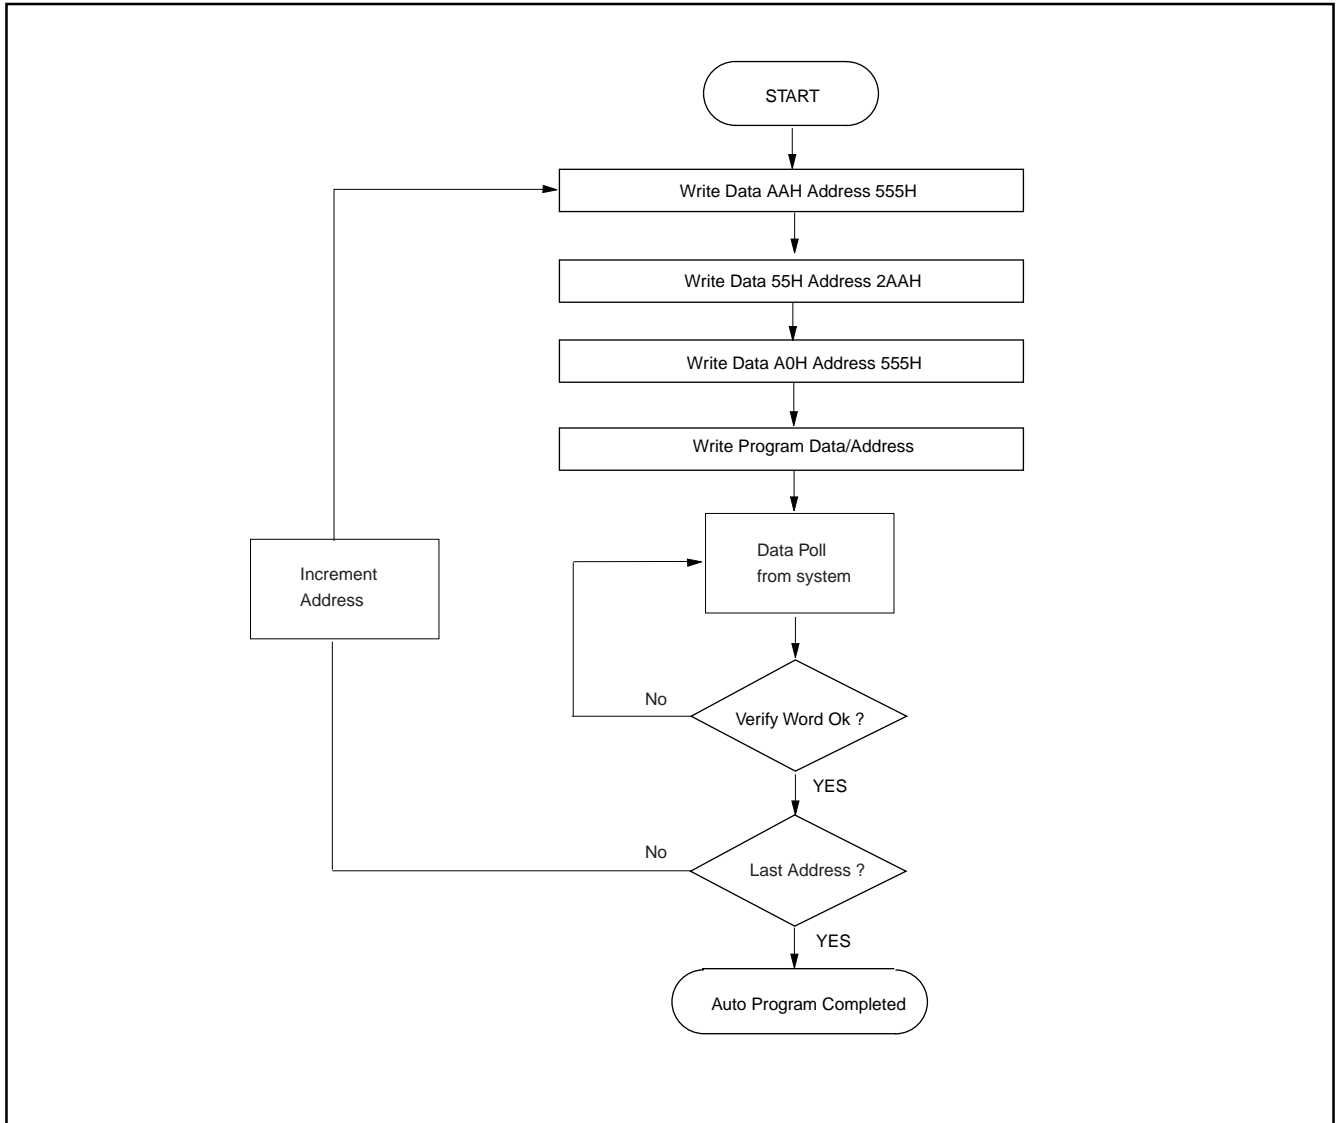 START
Write Data AAH Address 555H
Write Data 55H Address 2AAH
Write Data A0H Address 555H
Write Program Data/Address
Data Poll
from system
Increment
Address
No
Verify Word Ok ?
YES
No
Last Address ?
YES
Auto Program Completed